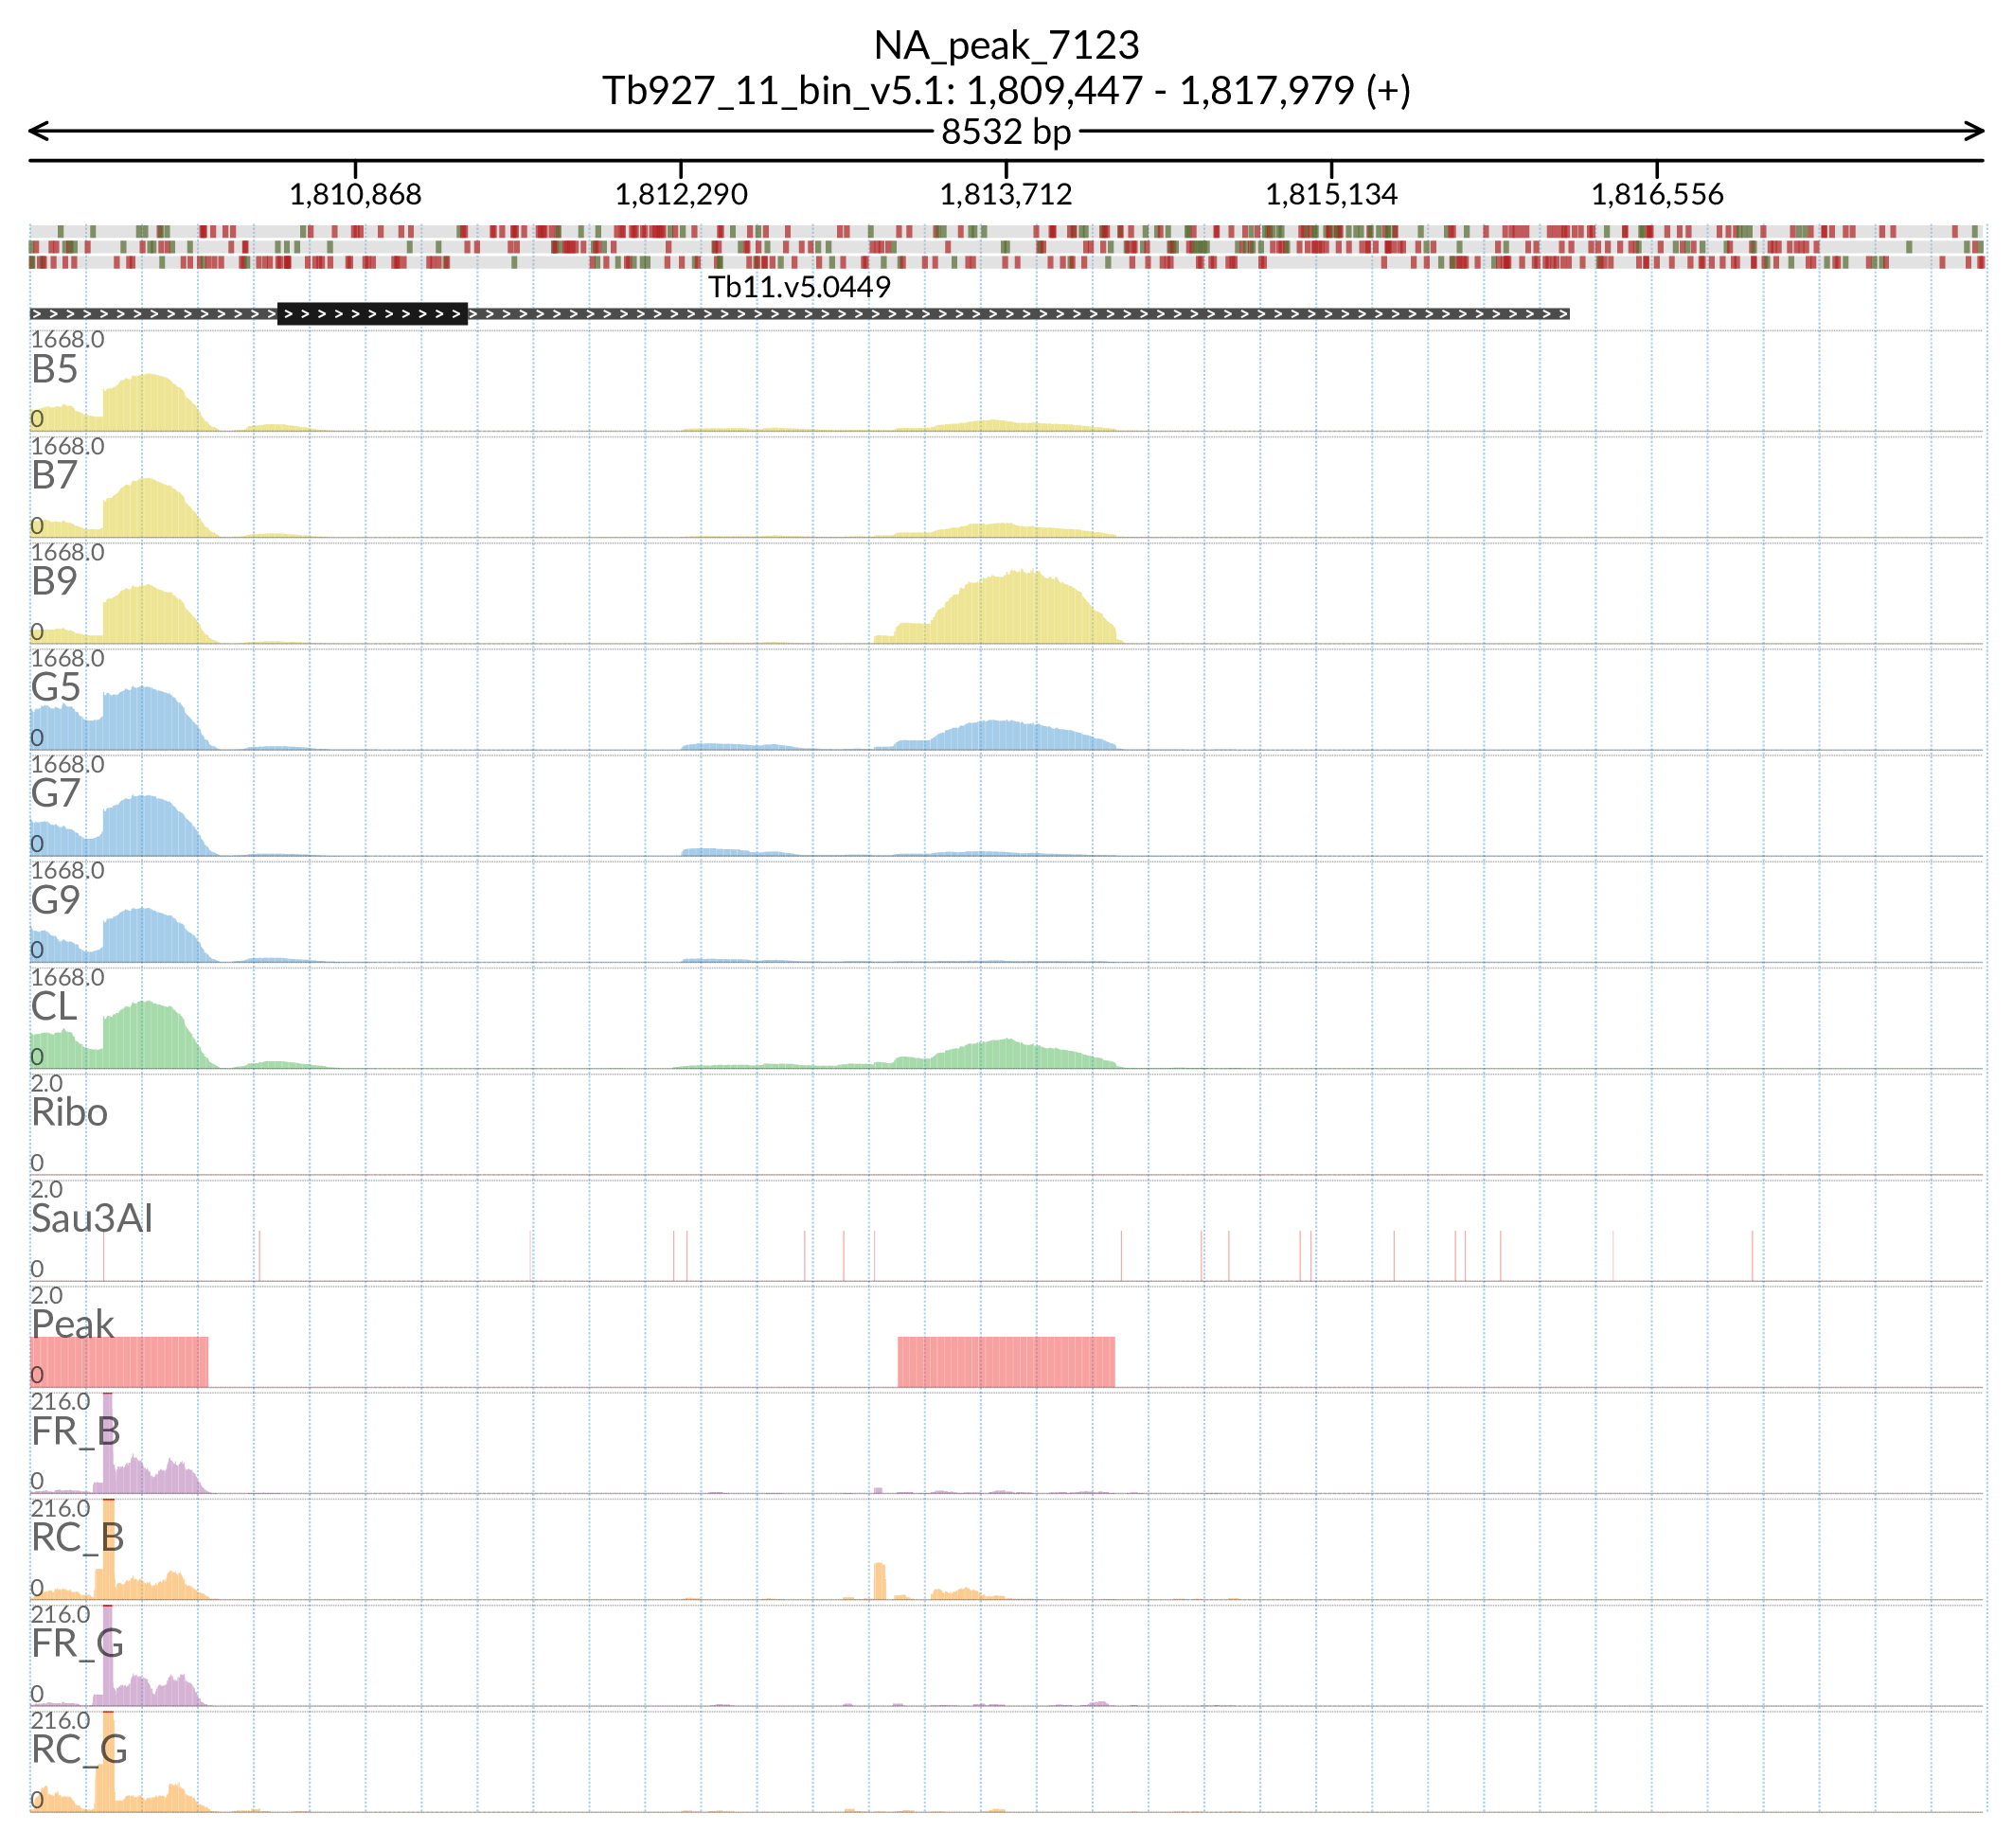 NA_peak_7123
Tb927_11_bin_v5.1: 1,809,447 - 1,817,979 (+)
8532 bp
1,810,868 1,812,290 1,813,712 1,815,134 1,816,556
Tb11.v5.0449
1668.0
B5
0
1668.0
B7
0
1668.0
B9
0
1668.0
G5
0
1668.0
G7
0
1668.0
G9
0
1668.0
CL
0
2.0
Ribo
0
2.0
Sau3AI
0
2.0
Peak
0
216.0
FR_B
0
216.0
RC_B
0
216.0
FR_G
0
216.0
RC_G
0